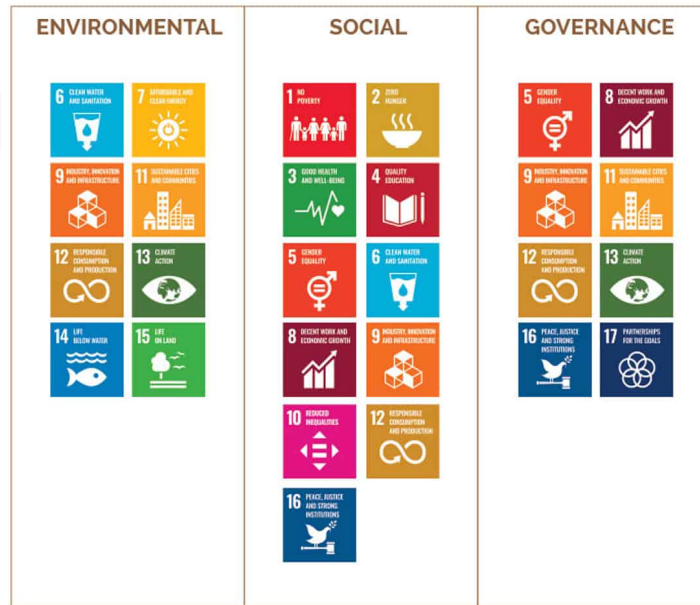 ENVIRONMENTAL
6 CLEAN WATER
AND SANITATION
7 AFFORDABLE AND
CLEAN ENERGY
9 INDUSTRY, INNOVATION
AND INFRASTRUCTURE
11 SUSTAINABLE CITIES
AND COMMUNITIES
12 RESPONSIBLE
CONSUMPTION
AND PRODUCTION
13 CLIMATE
ACTION
14 LIFE
BELOW WATER
15 LIFE
ON LAND
SOCIAL
1 NO
POVERTY
2 ZERO
HUNGER
3 GOOD HEALTH
AND WELL-BEING
4 QUALITY
EDUCATION
5 GENDER
EQUALITY
6 CLEAN WATER
AND SANITATION
8 DECENT WORK AND
ECONOMIC GROWTH
9 INDUSTRY, INNOVATION
AND INFRASTRUCTURE
10 REDUCED
INEQUALITIES
12 RESPONSIBLE
CONSUMPTION
AND PRODUCTION
16 PEACE, JUSTICE
AND STRONG
INSTITUTIONS
GOVERNANCE
5 GENDER
EQUALITY
8 DECENT WORK AND
ECONOMIC GROWTH
9 INDUSTRY, INNOVATION
AND INFRASTRUCTURE
11 SUSTAINABLE CITIES
AND COMMUNITIES
12 RESPONSIBLE
CONSUMPTION
AND PRODUCTION
13 CLIMATE
ACTION
16 PEACE, JUSTICE
AND STRONG
INSTITUTIONS
17 PARTNERSHIPS
FOR THE GOALS